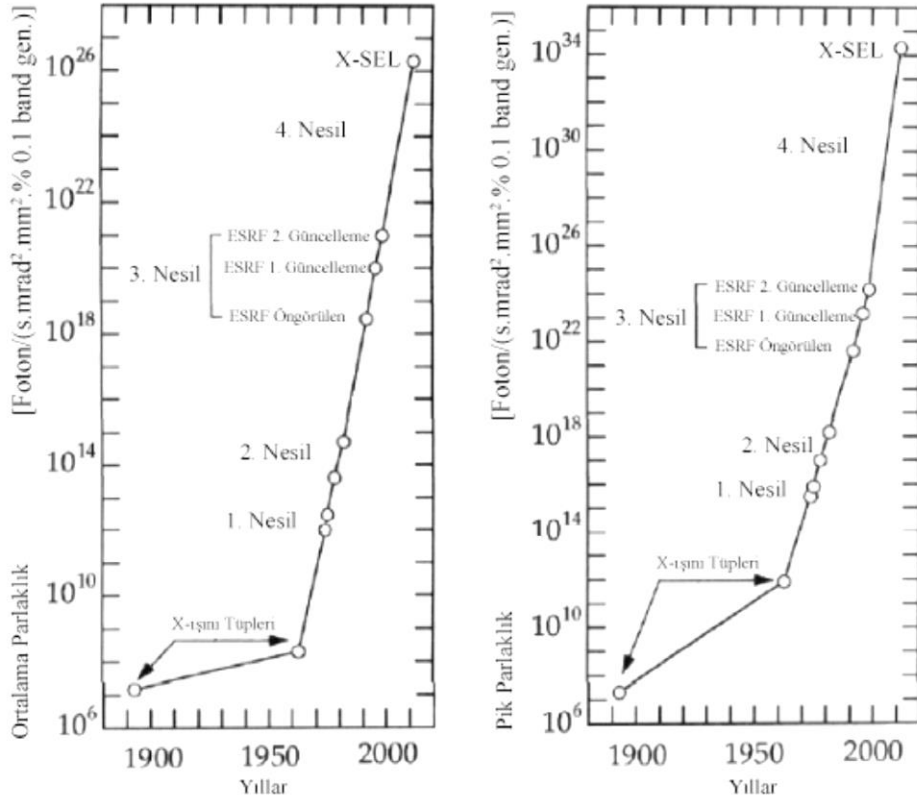 [Foton/(s.mrad².mm².% 0.1 band gen.)]
Ortalama Parlaklık
10²⁶
10²²
10¹⁸
10¹⁴
10¹⁰
10⁶
X-SEL
4. Nesil
ESRF 2. Güncelleme
3. Nesil
ESRF 1. Güncelleme
ESRF Öngörülen
2. Nesil
1. Nesil
X-ışını Tüpleri
1900
1950
2000
Yıllar
[Foton/(s.mrad².mm².% 0.1 band gen.)]
Pik Parlaklık
10³⁴
10³⁰
10²⁶
10²²
10¹⁸
10¹⁴
10¹⁰
10⁶
X-SEL
4. Nesil
ESRF 2. Güncelleme
3. Nesil
ESRF 1. Güncelleme
ESRF Öngörülen
2. Nesil
1. Nesil
X-ışını Tüpleri
1900
1950
2000
Yıllar